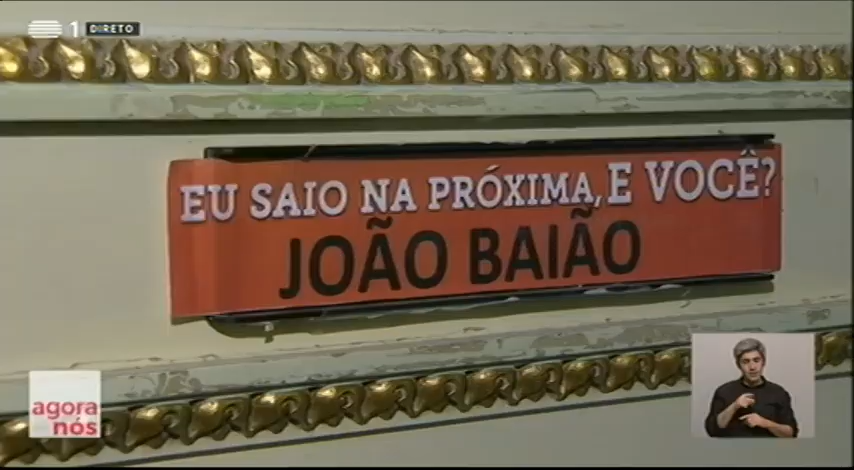 1 DIRETO
EU SAIO NA PRÓXIMA, E VOCÊ?
JOÃO BAIÃO
agora
nós